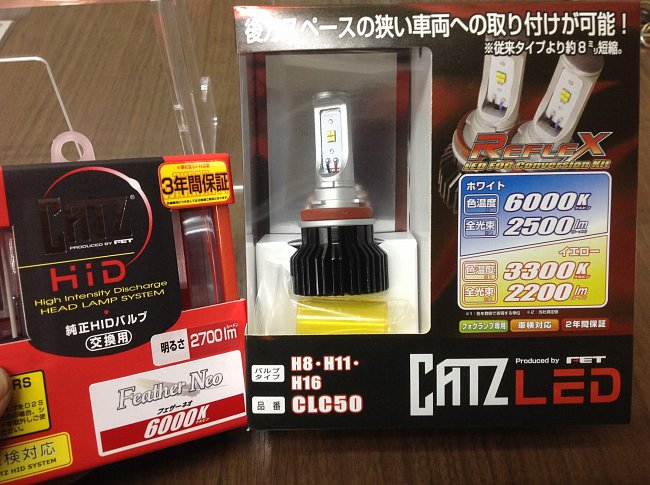 スペースの狭い車両への取り付けが可能！
※従来タイプより約8ミリ短縮。
REFLEX
LED FOG Conversion Kit
ホワイト
色温度 6000K
全光束 2500lm
イエロー
色温度 3300K
全光束 2200lm
フォグランプ専用 車検対応 2年間保証
バルブタイプ H8・H11・H16
品番 CLC50
CATZ Produced by FET
LED
3年間保証
CATZ
PRODUCED BY FET
HiD
High Intensity Discharge
HEAD LAMP SYSTEM
純正HIDバルブ
交換用
明るさ 2700lm
Feather Neo
フェザーネオ
6000K
検対応
TZ HID SYSTEM